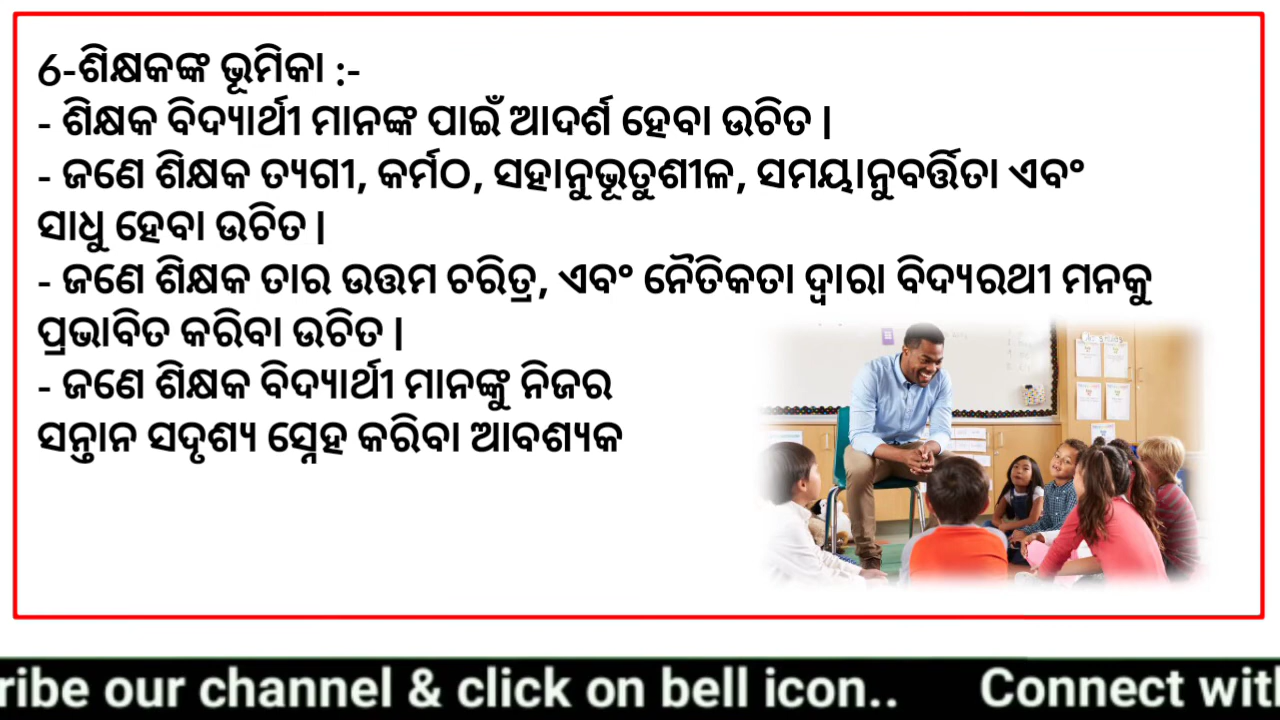 6-ଶିକ୍ଷକଙ୍କ ଭୂମିକା :-
- ଶିକ୍ଷକ ବିଦ୍ୟାର୍ଥୀ ମାନଙ୍କ ପାଇଁ ଆଦର୍ଶ ହେବା ଉଚିତ |
- ଜଣେ ଶିକ୍ଷକ ତ୍ୟଗୀ, କର୍ମଠ, ସହାନୁଭୂତୁଶୀଳ, ସମୟାନୁବର୍ତ୍ତିତା ଏବଂ
ସାଧୁ ହେବା ଉଚିତ |
- ଜଣେ ଶିକ୍ଷକ ତାର ଉତ୍ତମ ଚରିତ୍ର, ଏବଂ ନୈତିକତା ଦ୍ୱାରା ବିଦ୍ୟରଥୀ ମନକୁ
ପ୍ରଭାବିତ କରିବା ଉଚିତ |
- ଜଣେ ଶିକ୍ଷକ ବିଦ୍ୟାର୍ଥୀ ମାନଙ୍କୁ ନିଜର
ସନ୍ତାନ ସଦୃଶ୍ୟ ସ୍ନେହ କରିବା ଆବଶ୍ୟକ
ribe our channel & click on bell icon.. Connect with